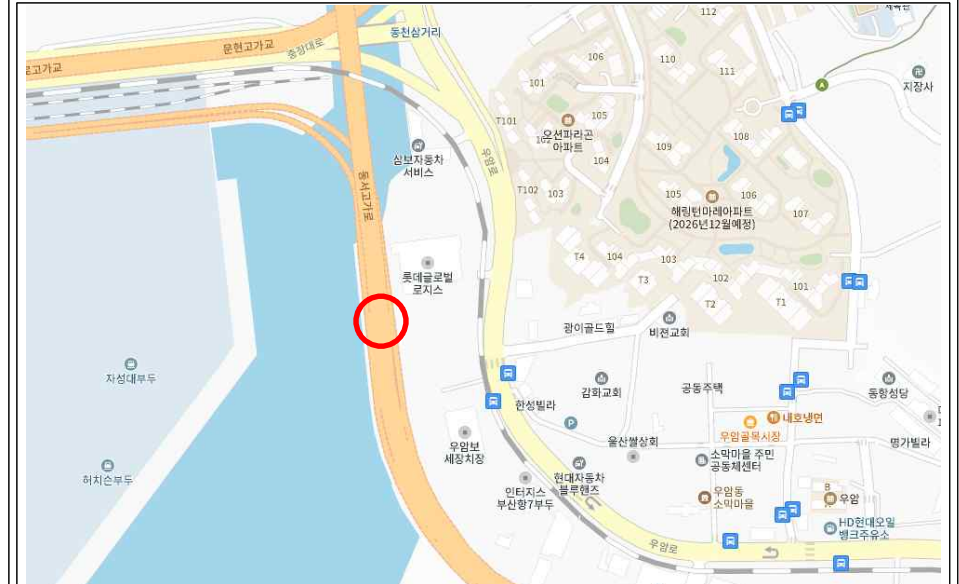 112
동천삼거리
문현고가교
충장대로
106
110
111
101
지장사
T101
105
오션파라곤
아파트
102
108
104
109
삼보자동차
서비스
우암로
동서고가로
T102
103
105
106
107
해링턴마레아파트
(2026년12월예정)
T4
104
103
롯데글로벌
로지스
T3
102
101
T2
T1
광이골드힐
비젼교회
자성대부두
감화교회
공동주택
동항성당
한성빌라
P
내호냉면
우암골목시장
우암보
세장치장
울산쌀상회
명가빌라
소막마을 주민
공동체센터
허치슨부두
현대자동차
블루핸즈
인터지스
부산항7부두
우암동
소막마을
B
우암
HD현대오일
뱅크주유소
우암로